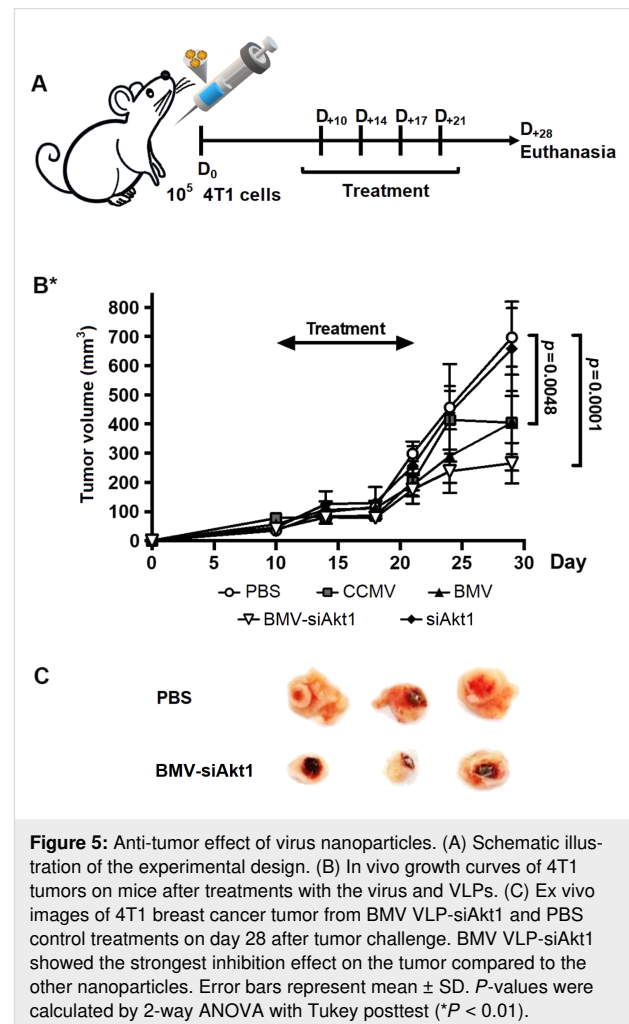 A
D+10 D+14 D+17 D+21
D+28
Euthanasia
D0
10⁵ 4T1 cells
Treatment
B*
Tumor volume (mm³)
800
700
600
500
400
300
200
100
0
Treatment
p=0.0048
p=0.0001
0 5 10 15 20 25 30 Day
PBS CCMV BMV
BMV-siAkt1 siAkt1
C
PBS
BMV-siAkt1
Figure 5: Anti-tumor effect of virus nanoparticles. (A) Schematic illus-
tration of the experimental design. (B) In vivo growth curves of 4T1
tumors on mice after treatments with the virus and VLPs. (C) Ex vivo
images of 4T1 breast cancer tumor from BMV VLP-siAkt1 and PBS
control treatments on day 28 after tumor challenge. BMV VLP-siAkt1
showed the strongest inhibition effect on the tumor compared to the
other nanoparticles. Error bars represent mean ± SD. P-values were
calculated by 2-way ANOVA with Tukey posttest (*P < 0.01).